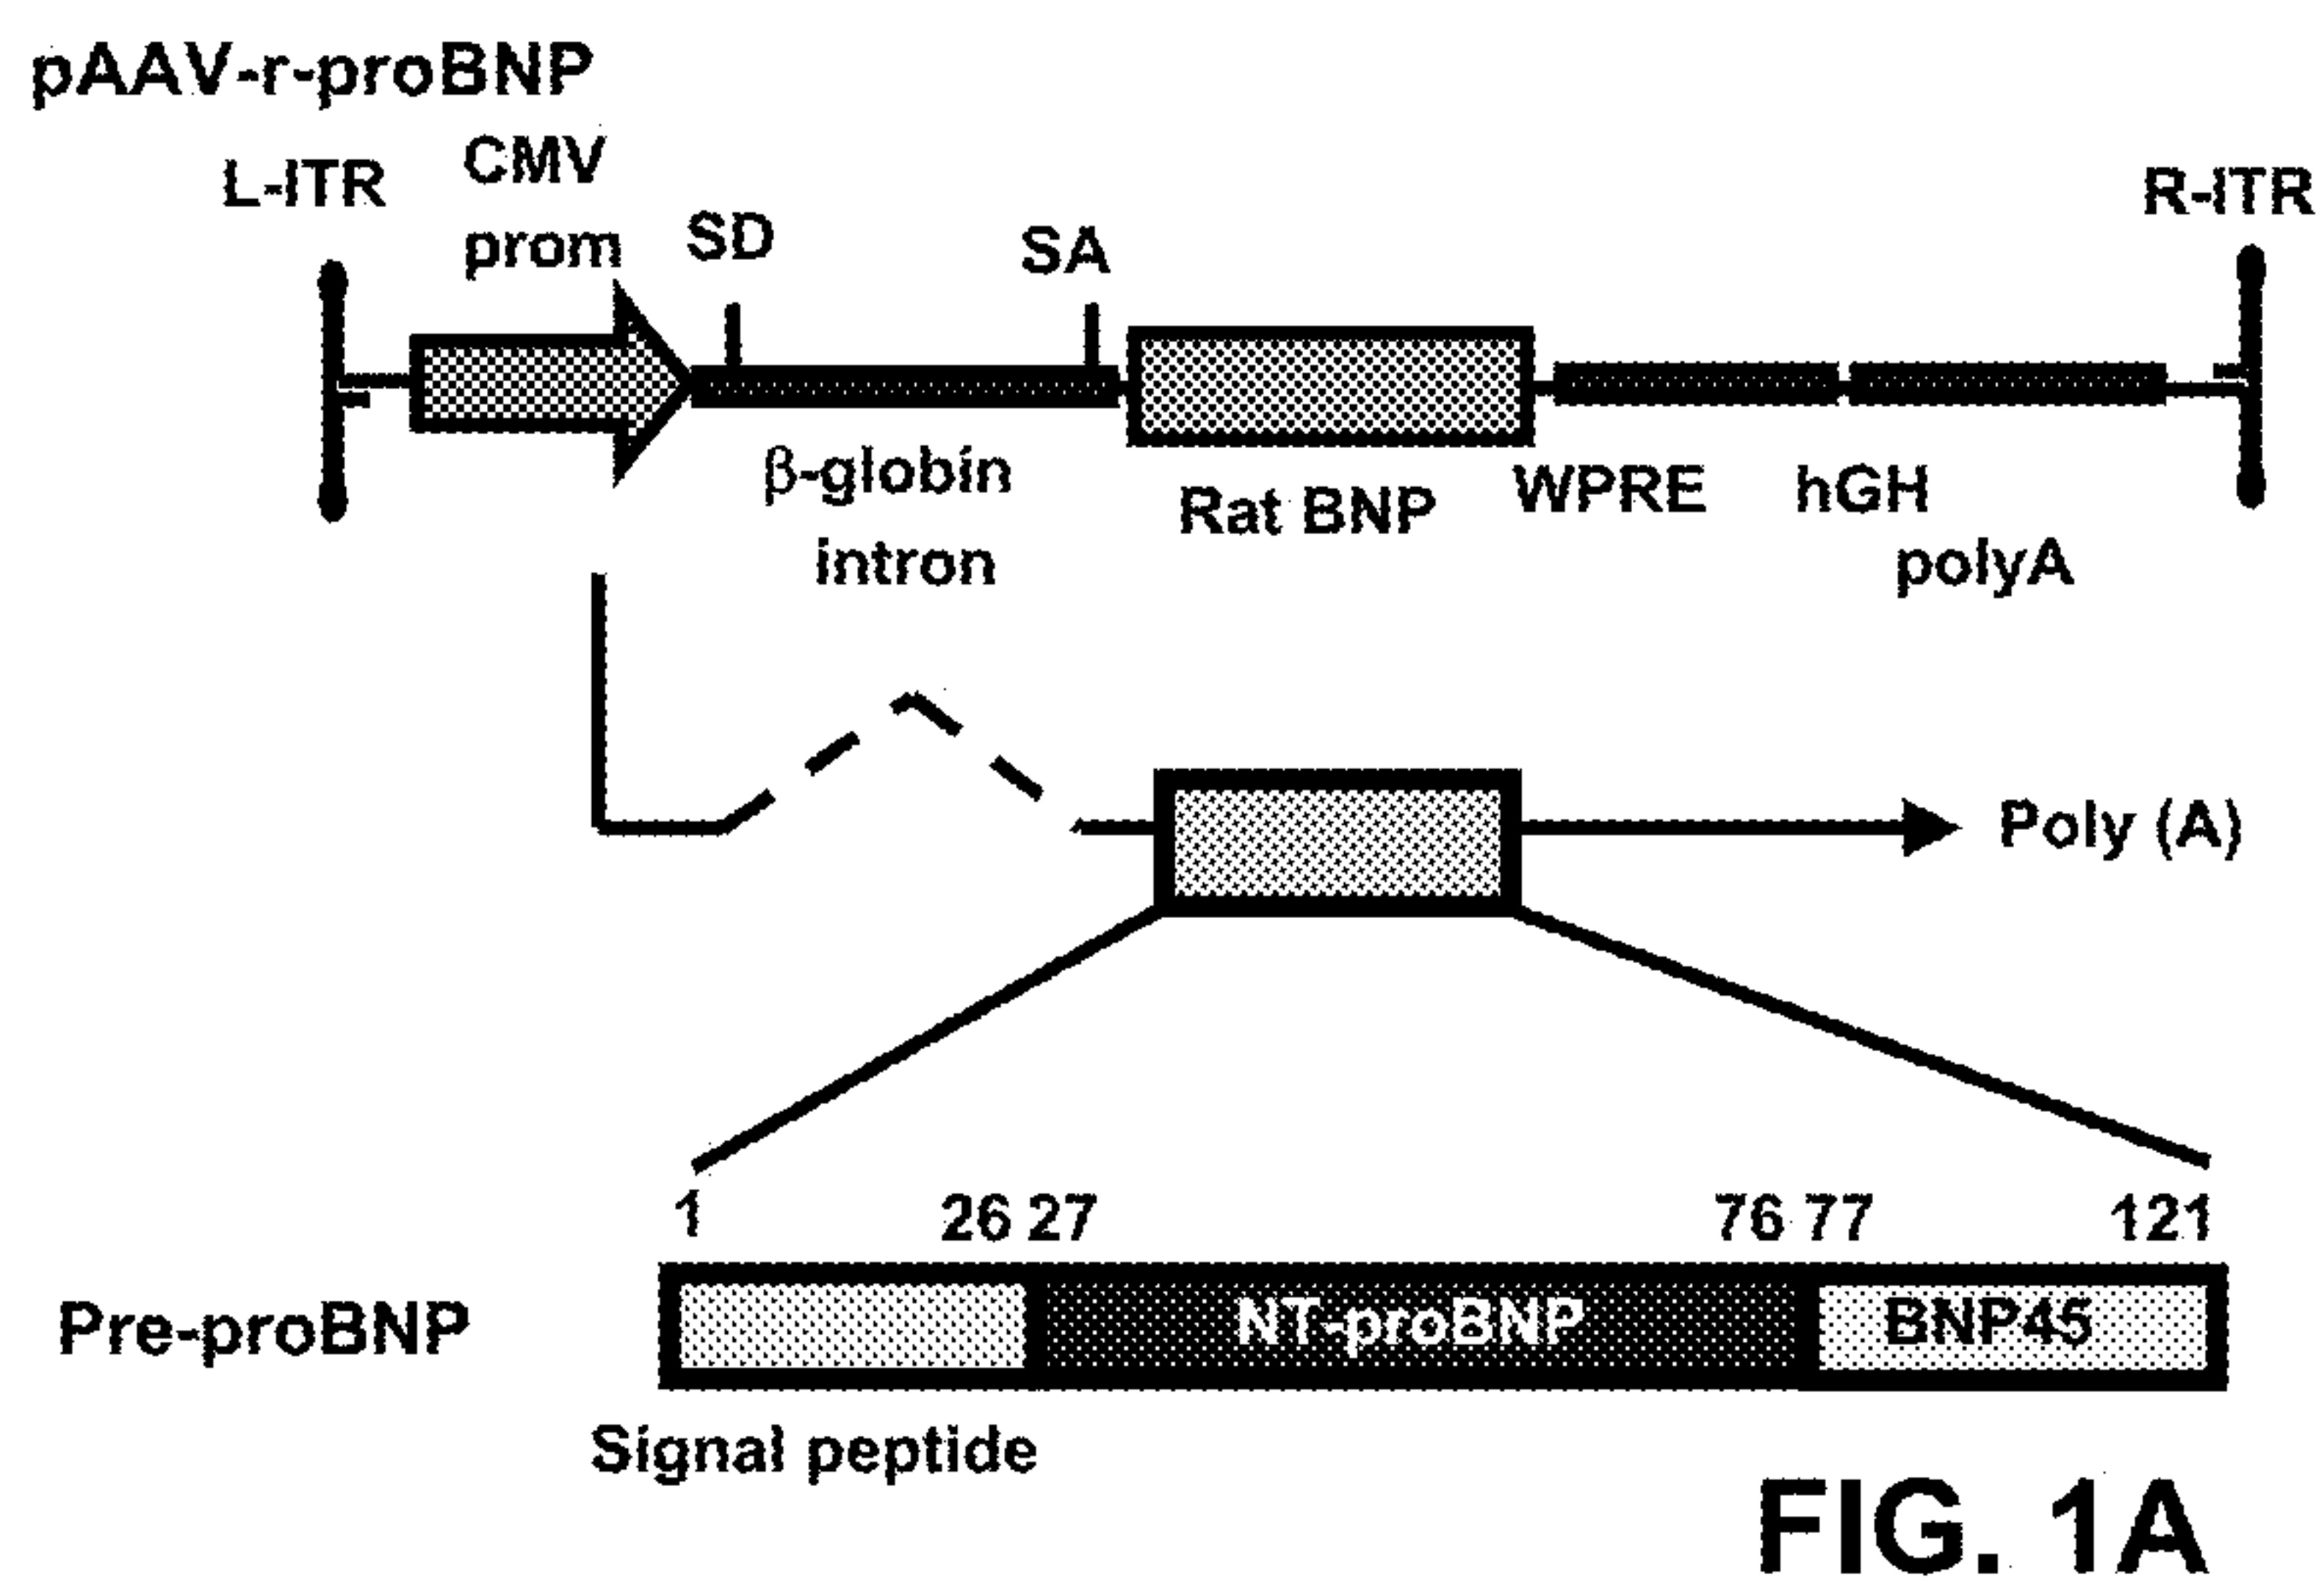 pAAV-r-proBNP
L-ITR
CMV
prom
SD
SA
R-ITR
β-globin
intron
Rat BNP
WPRE
hGH
polyA
Poly (A)
1
26 27
76 77
121
Pre-proBNP
NT-proBNP
BNP45
Signal peptide
FIG. 1A